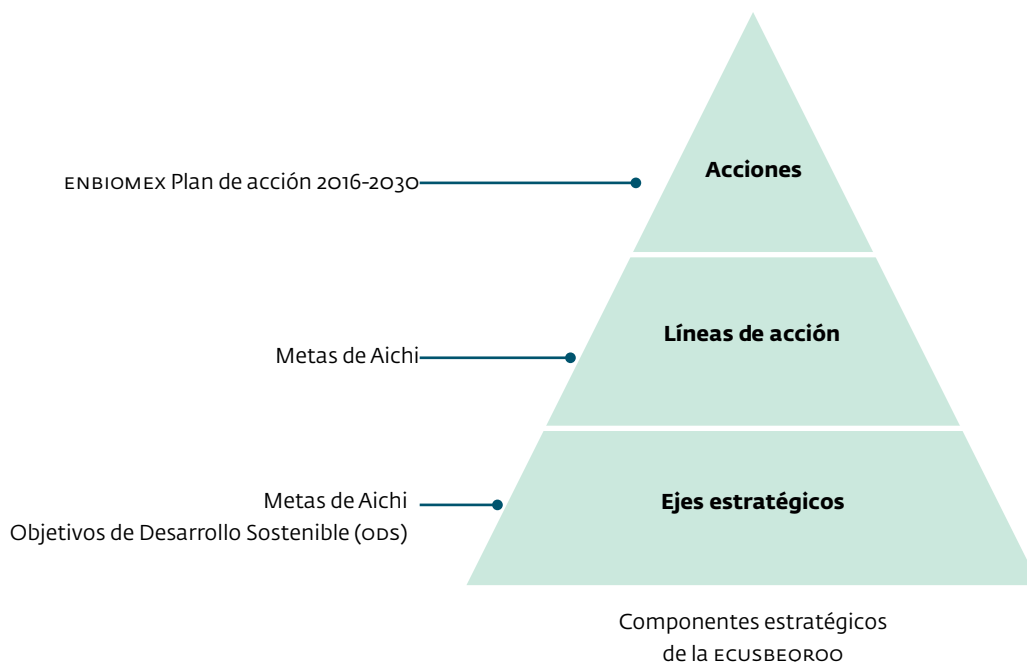 Acciones
ENBIOMEX Plan de acción 2016-2030
Líneas de acción
Metas de Aichi
Ejes estratégicos
Metas de Aichi
Objetivos de Desarrollo Sostenible (ODS)
Componentes estratégicos
de la ECUSBEOROO